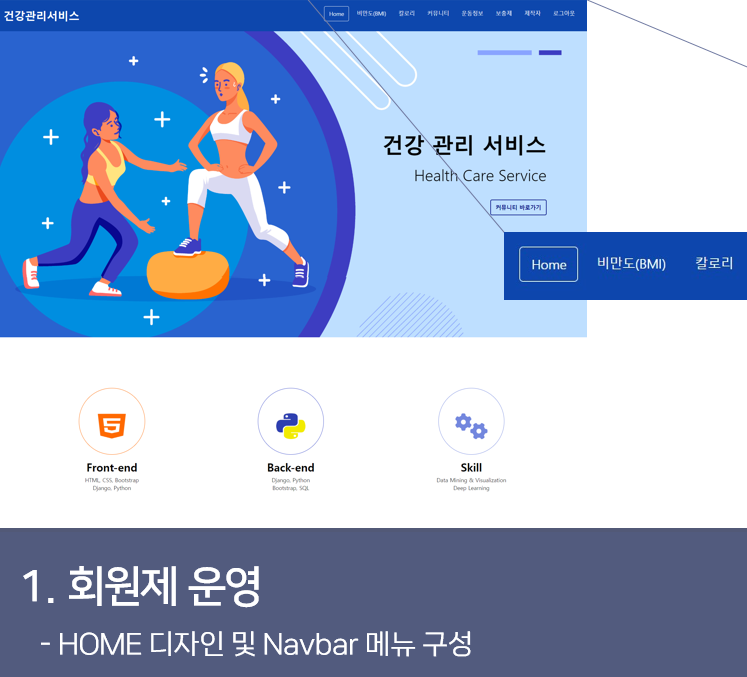 건강관리서비스
Home 비만도(BMI) 칼로리 커뮤니티 운동정보 보충제 제작자 로그아웃
건강 관리 서비스
Health Care Service
커뮤니티 바로가기
Home 비만도(BMI) 칼로리
Front-end
HTML, CSS, Bootstrap
Django, Python
Back-end
Django, Python
Bootstrap, SQL
Skill
Data Mining & Visualization
Deep Learning
1. 회원제 운영
- HOME 디자인 및 Navbar 메뉴 구성